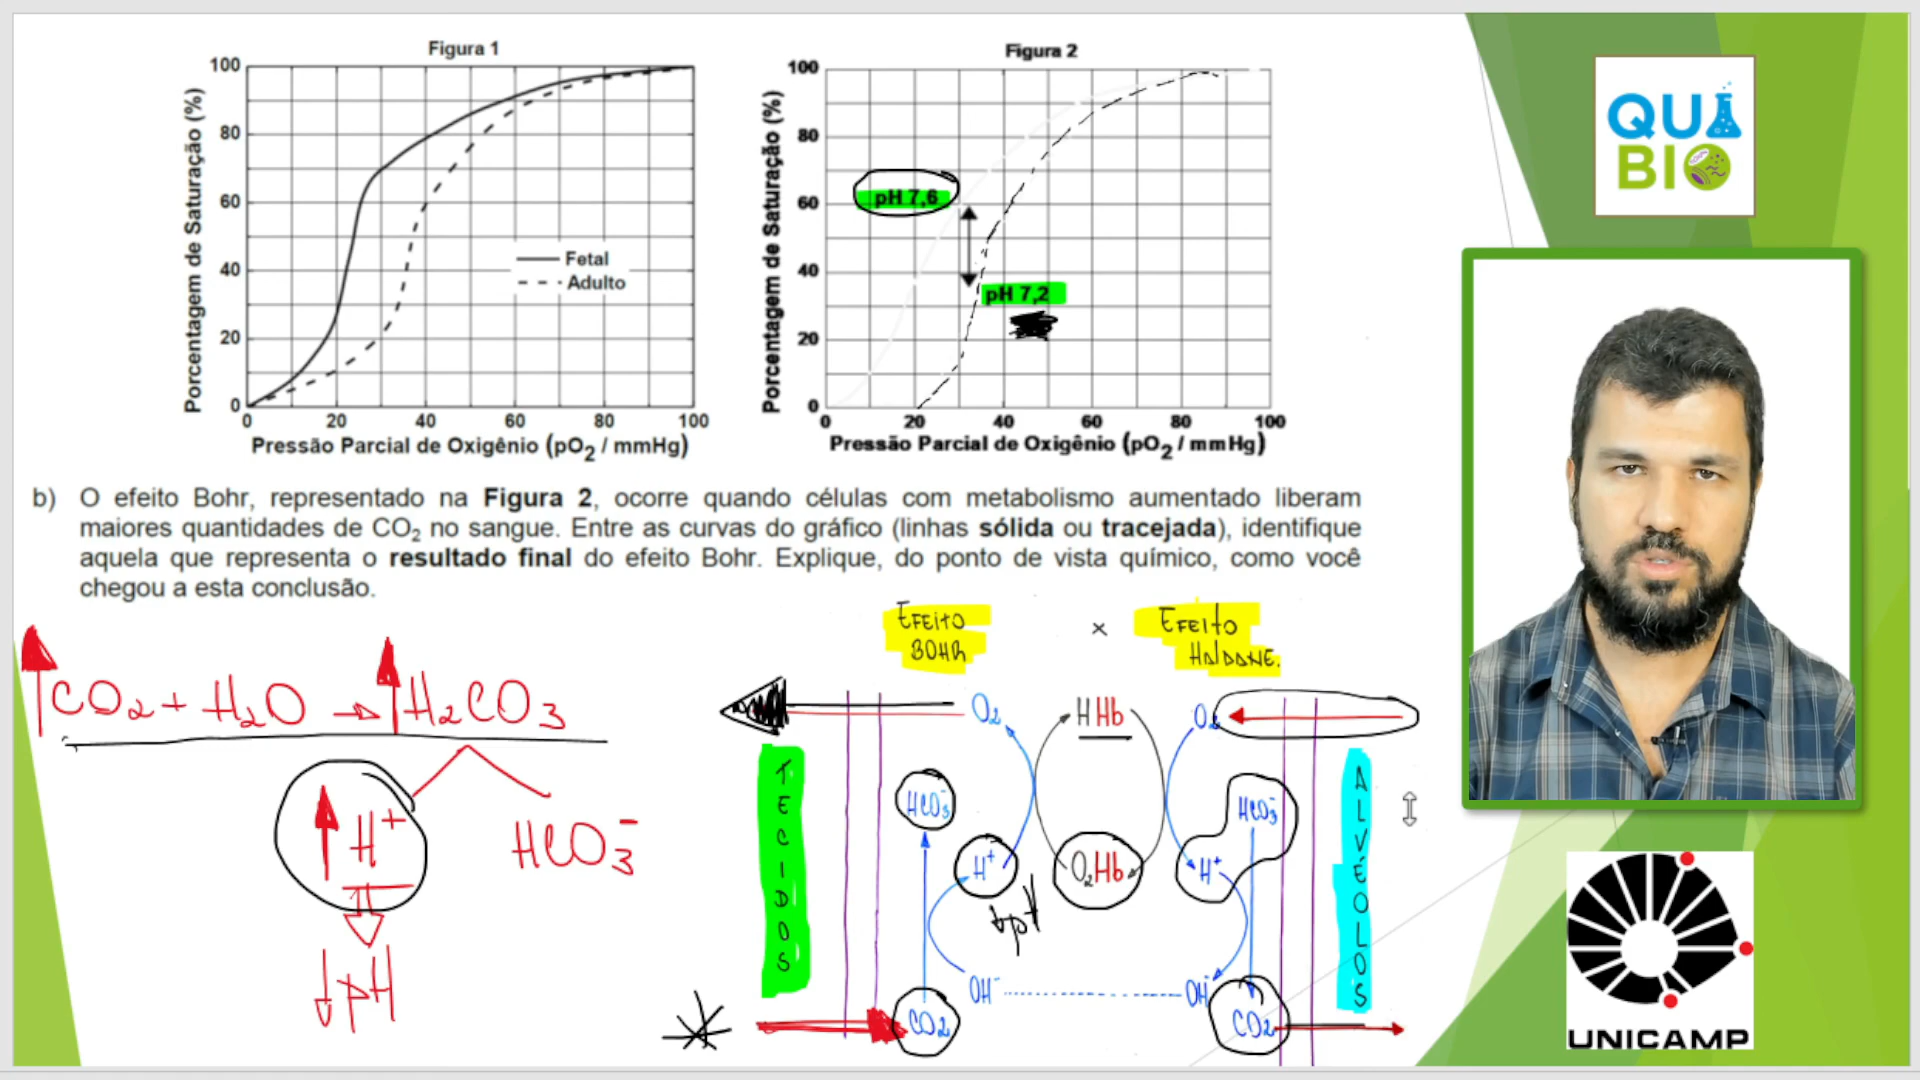 Figura 1
100
80
60
40
20
0
Porcentagem de Saturação (%)
Fetal
Adulto
0 20 40 60 80 100
Pressão Parcial de Oxigênio (pO₂ / mmHg)
Figura 2
100
80
60
40
20
0
Porcentagem de Saturação (%)
pH 7,6
pH 7,2
0 20 40 60 80 100
Pressão Parcial de Oxigênio (pO₂ / mmHg)
QUI
BIO
b) O efeito Bohr, representado na Figura 2, ocorre quando células com metabolismo aumentado liberam
maiores quantidades de CO₂ no sangue. Entre as curvas do gráfico (linhas sólida ou tracejada), identifique
aquela que representa o resultado final do efeito Bohr. Explique, do ponto de vista químico, como você
chegou a esta conclusão.
CO₂ + H₂O → H₂CO₃
H⁺
HCO₃⁻
↓pH
EFEITO
BOHR
×
EFEITO
HALDANE.
TECIDOS
O₂
HHb
O₂
HCO₃⁻
HCO₃⁻
H⁺
O₂Hb
H⁺
↓pH
OH⁻
OH⁻
CO₂
CO₂
ALVÉOLOS
UNICAMP